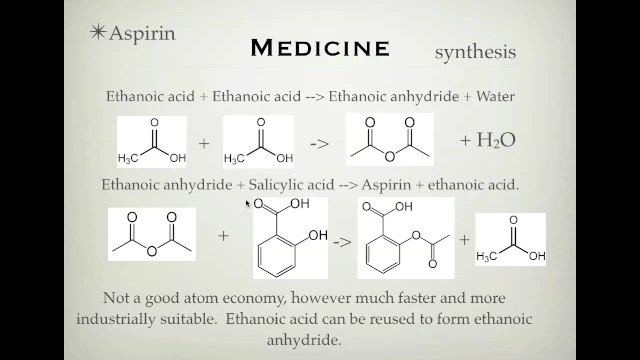 ✴Aspirin
MEDICINE
synthesis
Ethanoic acid + Ethanoic acid --> Ethanoic anhydride + Water
O
H₃C OH
+
O
H₃C OH
->
O O
O
+ H₂O
Ethanoic anhydride + Salicylic acid --> Aspirin + ethanoic acid.
O O
O
+
O OH
OH
->
O OH
O
O
+
O
H₃C OH
Not a good atom economy, however much faster and more
industrially suitable. Ethanoic acid can be reused to form ethanoic
anhydride.